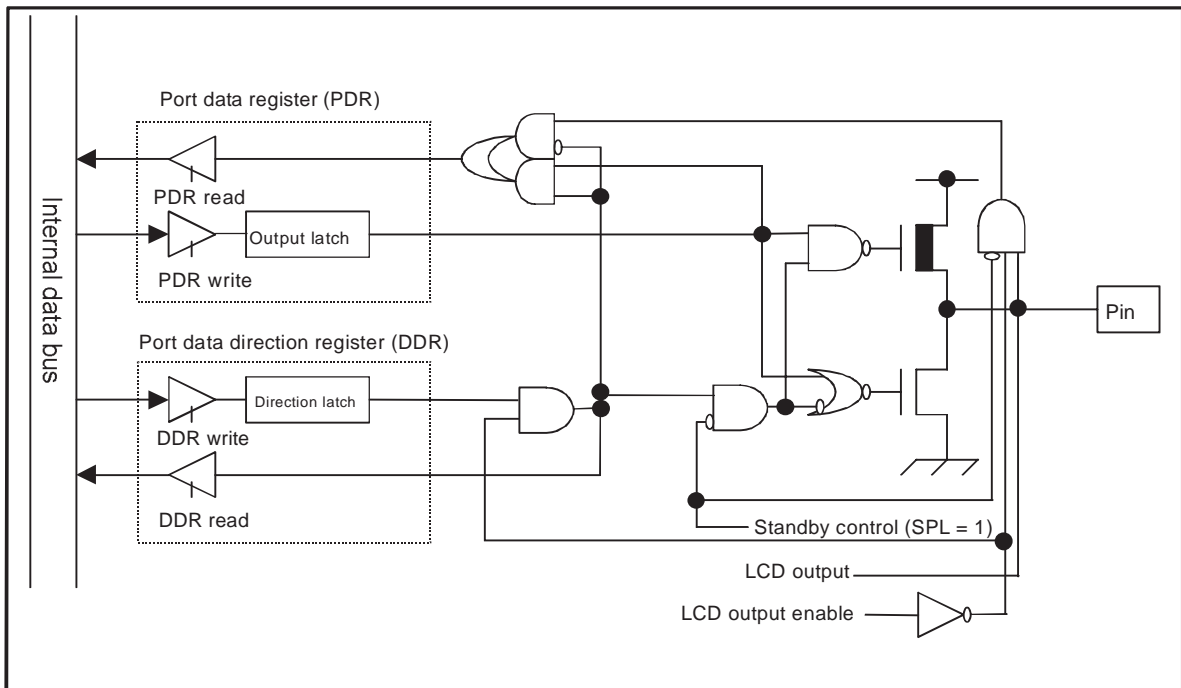 Port data register (PDR)
PDR read
Output latch
PDR write
Internal data bus
Pin
Port data direction register (DDR)
Direction latch
DDR write
DDR read
Standby control (SPL = 1)
LCD output
LCD output enable